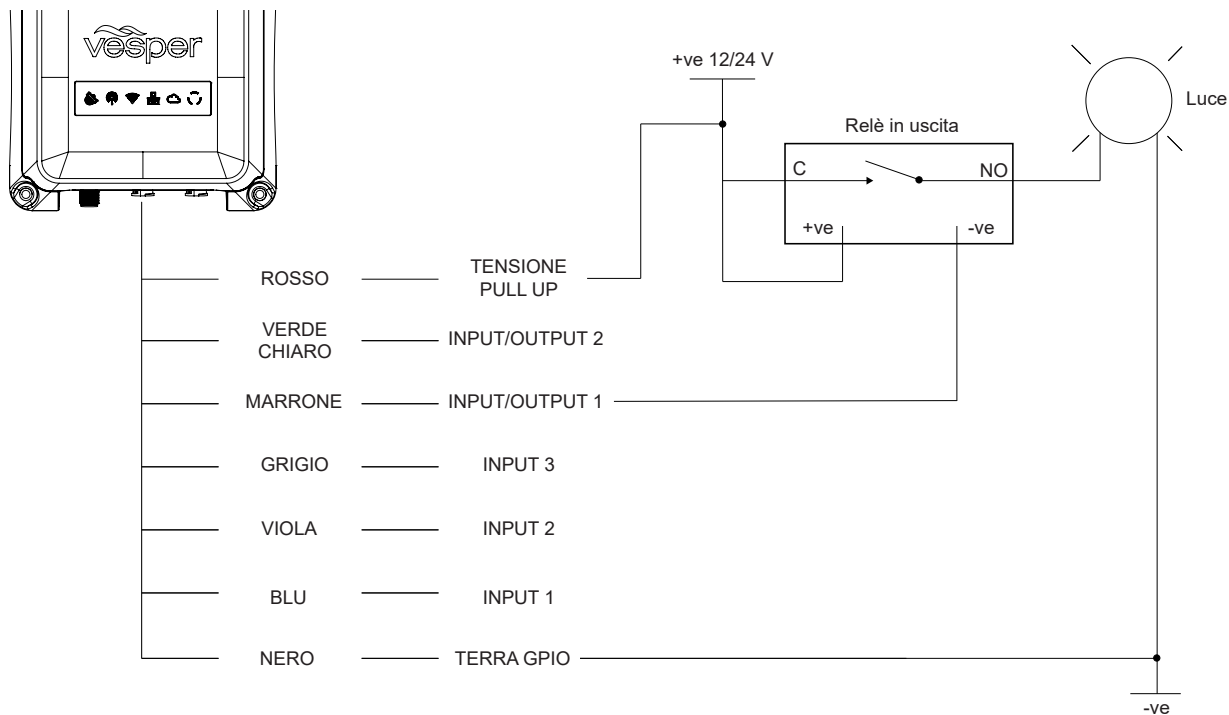 vesper
+ve 12/24 V
Luce
Relè in uscita
C
NO
+ve
-ve
ROSSO
TENSIONE
PULL UP
VERDE
CHIARO
INPUT/OUTPUT 2
MARRONE
INPUT/OUTPUT 1
GRIGIO
INPUT 3
VIOLA
INPUT 2
BLU
INPUT 1
NERO
TERRA GPIO
-ve